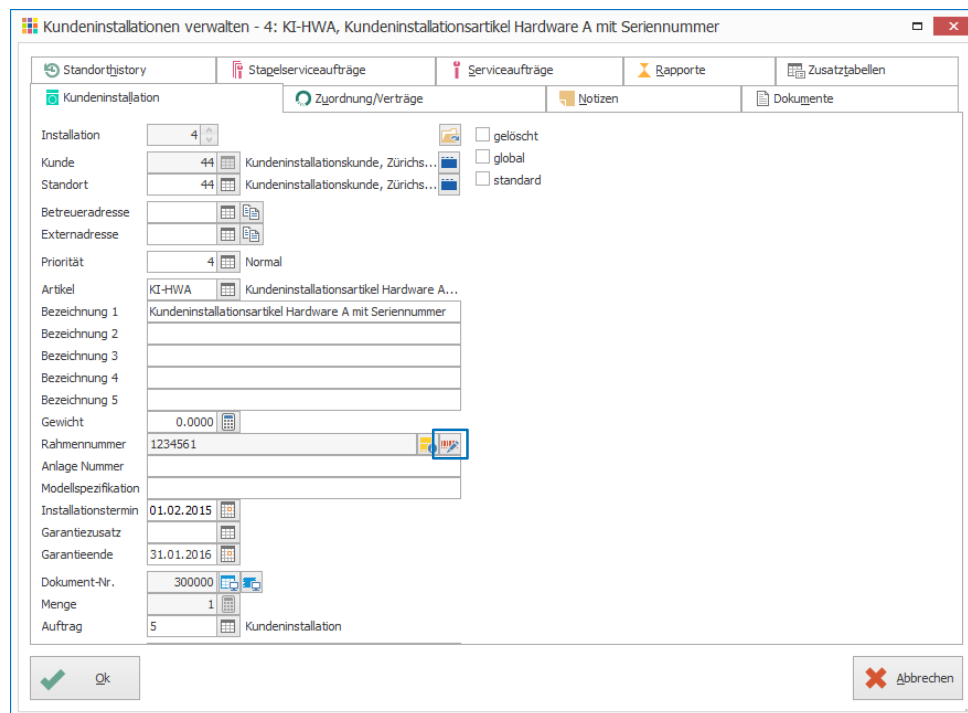 Kundeninstallationen verwalten - 4: KI-HWA, Kundeninstallationsartikel Hardware A mit Seriennummer
Standorthistory
Stapelserviceaufträge
Serviceaufträge
Rapporte
Zusatztabellen
Kundeninstallation
Zuordnung/Verträge
Notizen
Dokumente
Installation 4
gelöscht
Kunde 44 Kundeninstallationskunde, Zürichs...
global
Standort 44 Kundeninstallationskunde, Zürichs...
standard
Betreueradresse
Externadresse
Priorität 4 Normal
Artikel KI-HWA Kundeninstallationsartikel Hardware A...
Bezeichnung 1 Kundeninstallationsartikel Hardware A mit Seriennummer
Bezeichnung 2
Bezeichnung 3
Bezeichnung 4
Bezeichnung 5
Gewicht 0.0000
Rahmennummer 1234561
Anlage Nummer
Modellspezifikation
Installationstermin 01.02.2015
Garantiezusatz
Garantieende 31.01.2016
Dokument-Nr. 300000
Menge 1
Auftrag 5 Kundeninstallation
Ok
Abbrechen